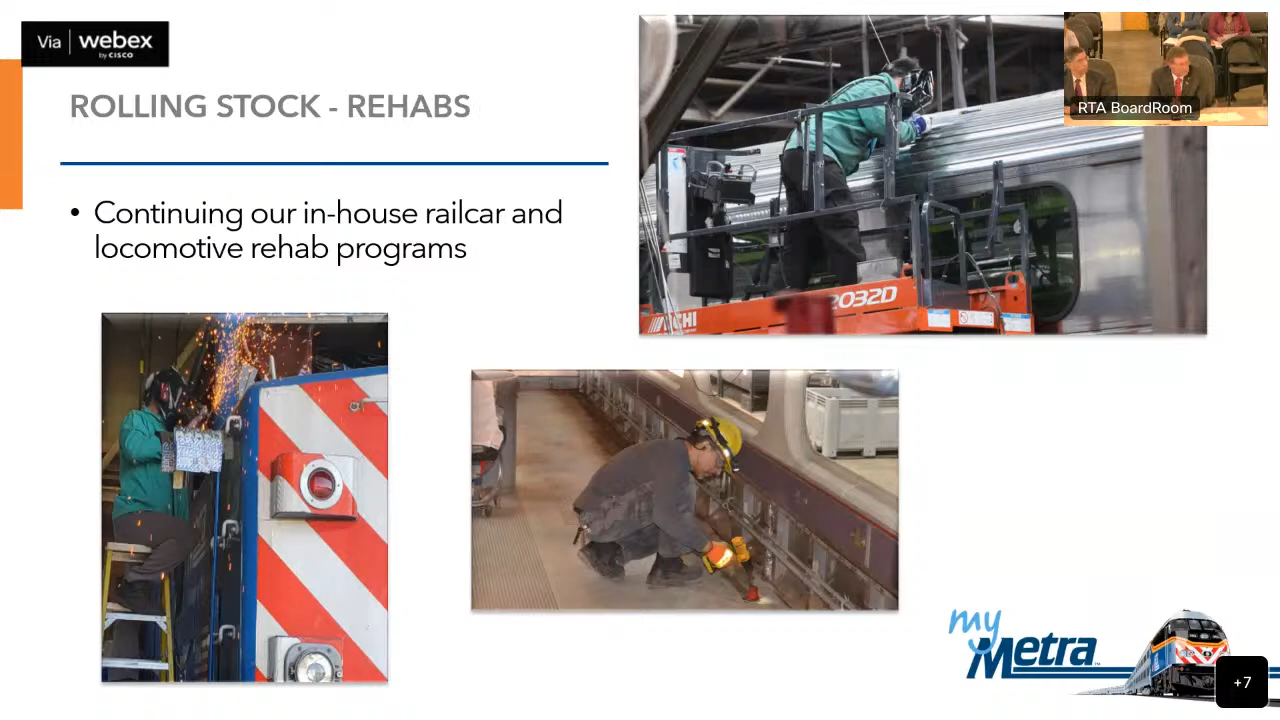 Via webex
by CISCO
ROLLING STOCK - REHABS
• Continuing our in-house railcar and
locomotive rehab programs
RTA BoardRoom
2032D
my
Metra
+7